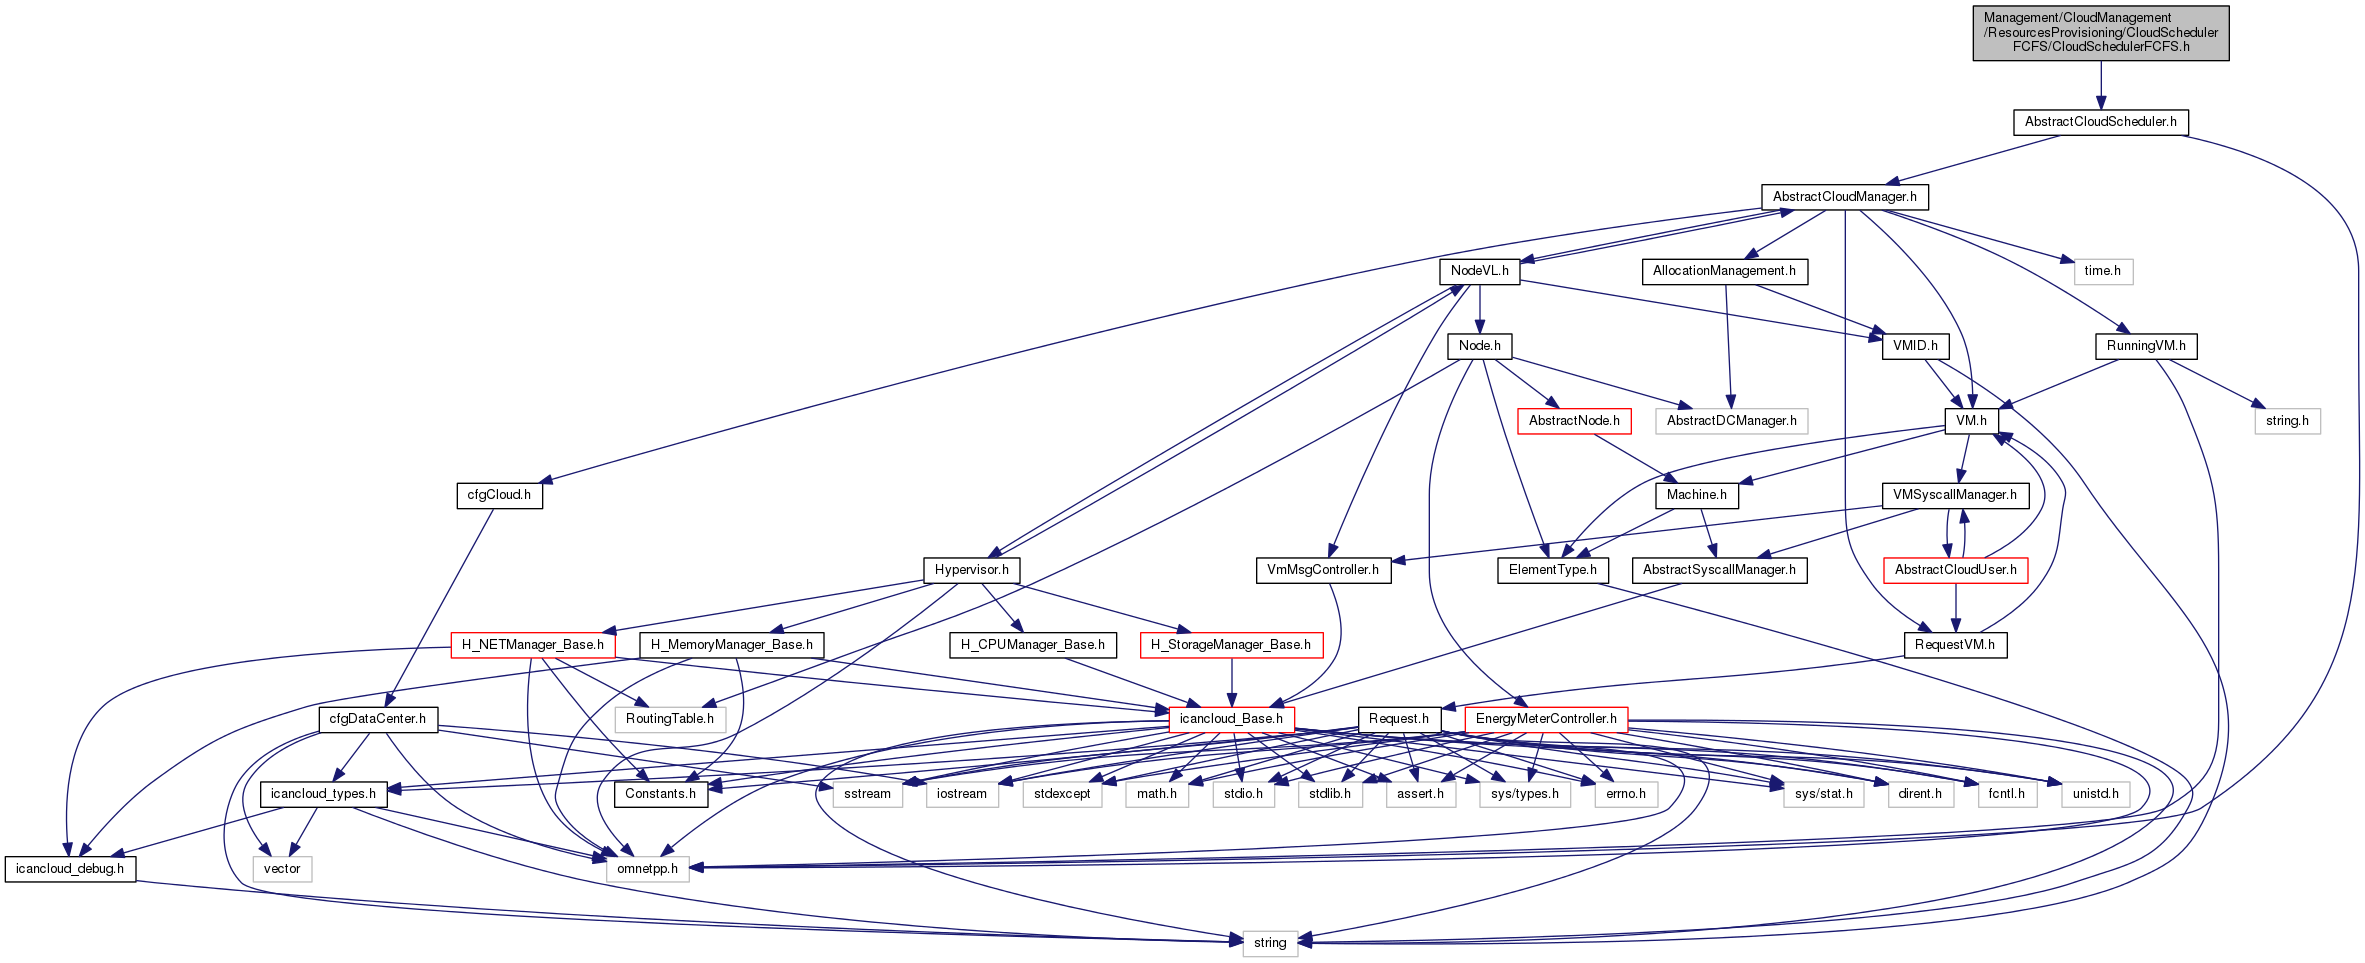 Management/CloudManagement
/ResourcesProvisioning/CloudScheduler
FCFS/CloudSchedulerFCFS.h
AbstractCloudScheduler.h
AbstractCloudManager.h
NodeVL.h
AllocationManagement.h
time.h
Node.h
VMID.h
RunningVM.h
AbstractNode.h
AbstractDCManager.h
VM.h
string.h
cfgCloud.h
Machine.h
VMSyscallManager.h
Hypervisor.h
VmMsgController.h
ElementType.h
AbstractSyscallManager.h
AbstractCloudUser.h
H_NETManager_Base.h
H_MemoryManager_Base.h
H_CPUManager_Base.h
H_StorageManager_Base.h
RequestVM.h
cfgDataCenter.h
RoutingTable.h
icancloud_Base.h
Request.h
EnergyMeterController.h
icancloud_types.h
Constants.h
sstream
iostream
stdexcept
math.h
stdio.h
stdlib.h
assert.h
sys/types.h
errno.h
sys/stat.h
dirent.h
fcntl.h
unistd.h
icancloud_debug.h
vector
omnetpp.h
string